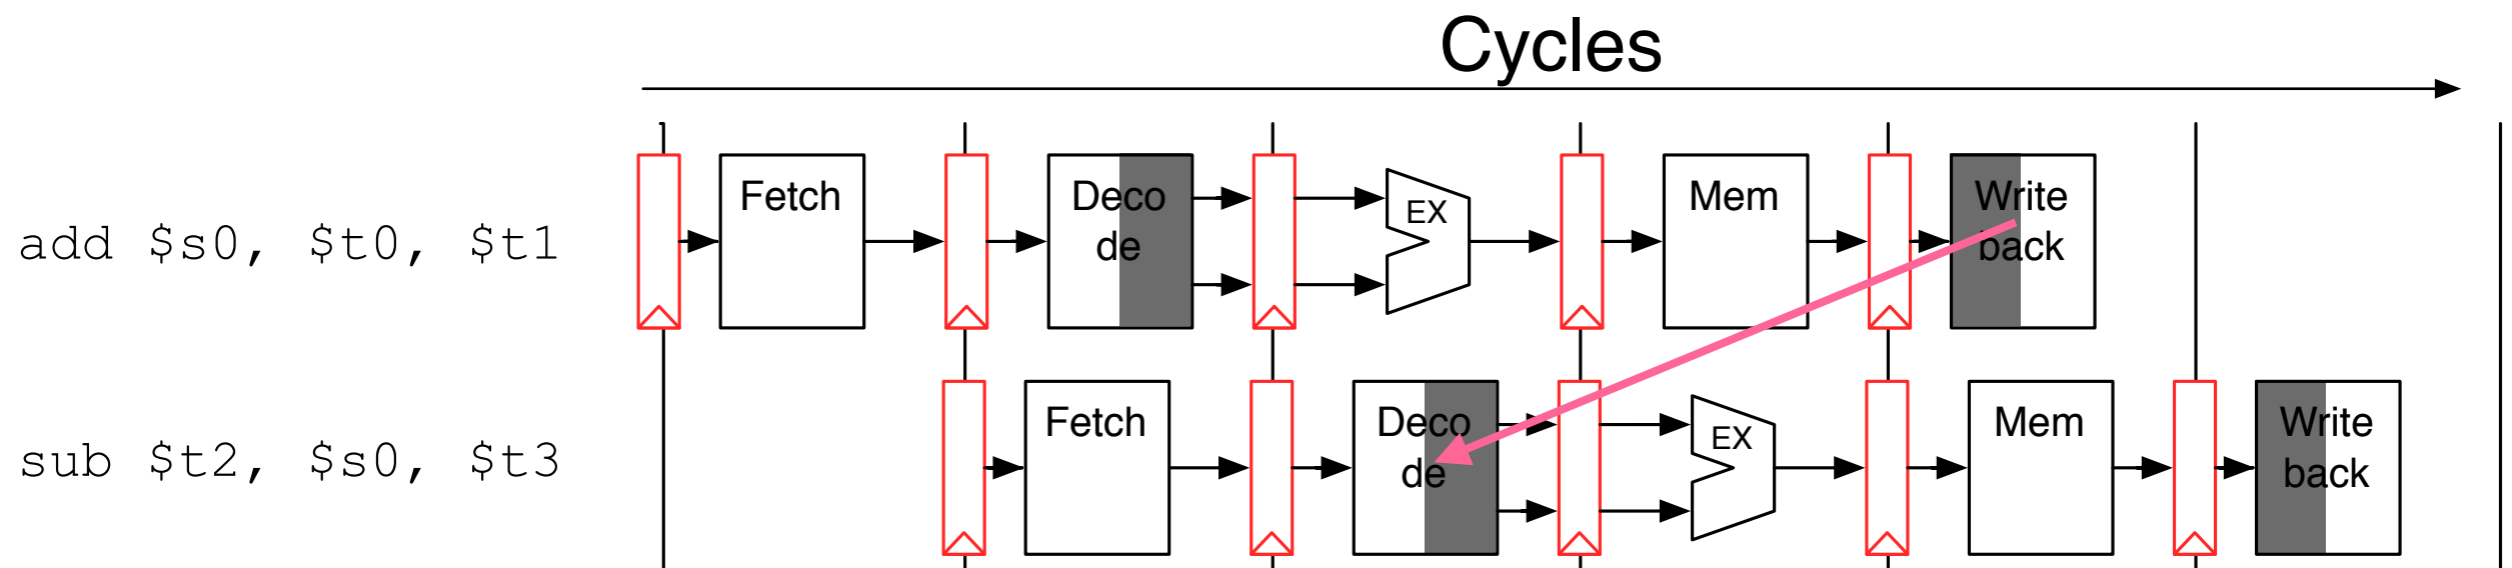 Cycles
add $s0, $t0, $t1
Fetch
Deco
de
EX
Mem
Write
back
sub $t2, $s0, $t3
Fetch
Deco
de
EX
Mem
Write
back